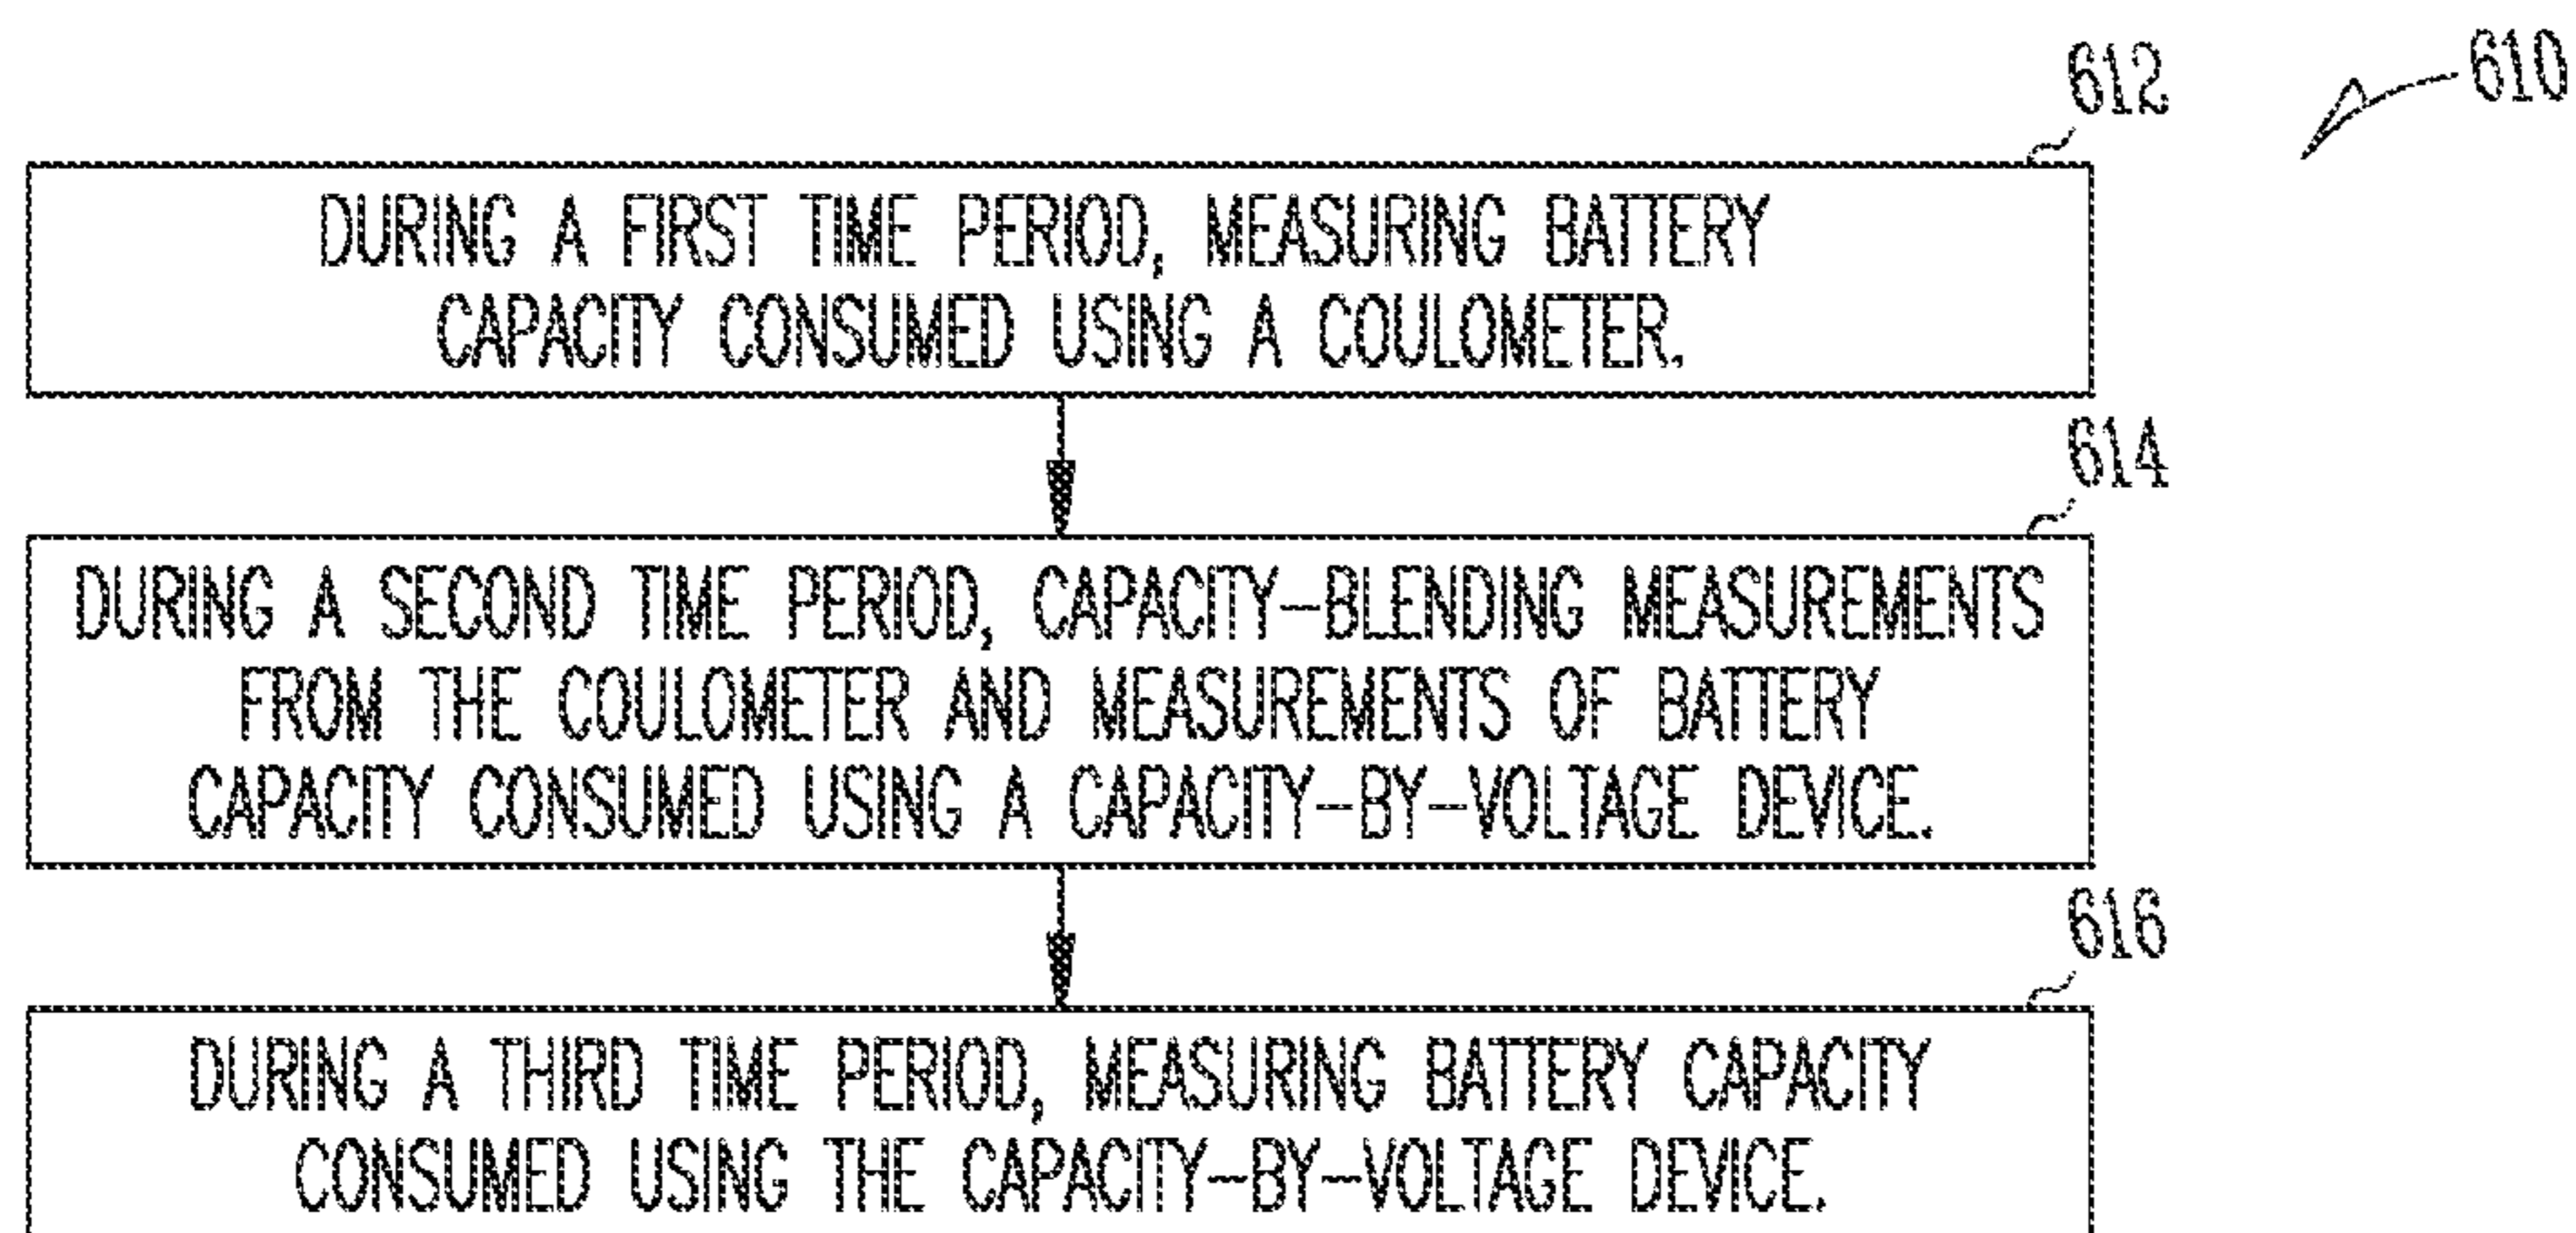 610
612
DURING A FIRST TIME PERIOD, MEASURING BATTERY
CAPACITY CONSUMED USING A COULOMETER.
614
DURING A SECOND TIME PERIOD, CAPACITY-BLENDING MEASUREMENTS
FROM THE COULOMETER AND MEASUREMENTS OF BATTERY
CAPACITY CONSUMED USING A CAPACITY-BY-VOLTAGE DEVICE.
616
DURING A THIRD TIME PERIOD, MEASURING BATTERY CAPACITY
CONSUMED USING THE CAPACITY-BY-VOLTAGE DEVICE.